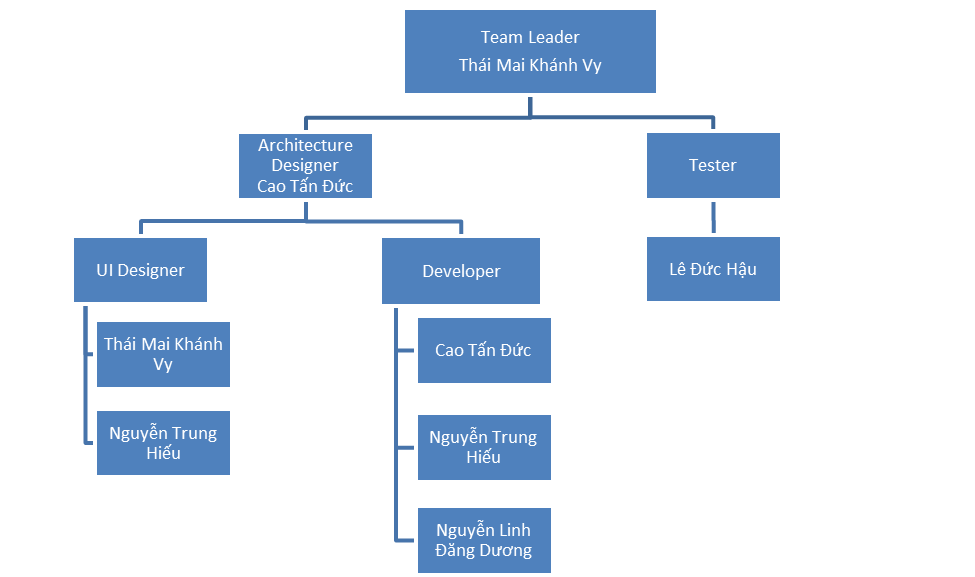 Team Leader
Thái Mai Khánh Vy
Architecture
Designer
Cao Tấn Đức
Tester
UI Designer
Developer
Lê Đức Hậu
Thái Mai Khánh
Vy
Cao Tấn Đức
Nguyễn Trung
Hiếu
Nguyễn Trung
Hiếu
Nguyễn Linh
Đăng Dương